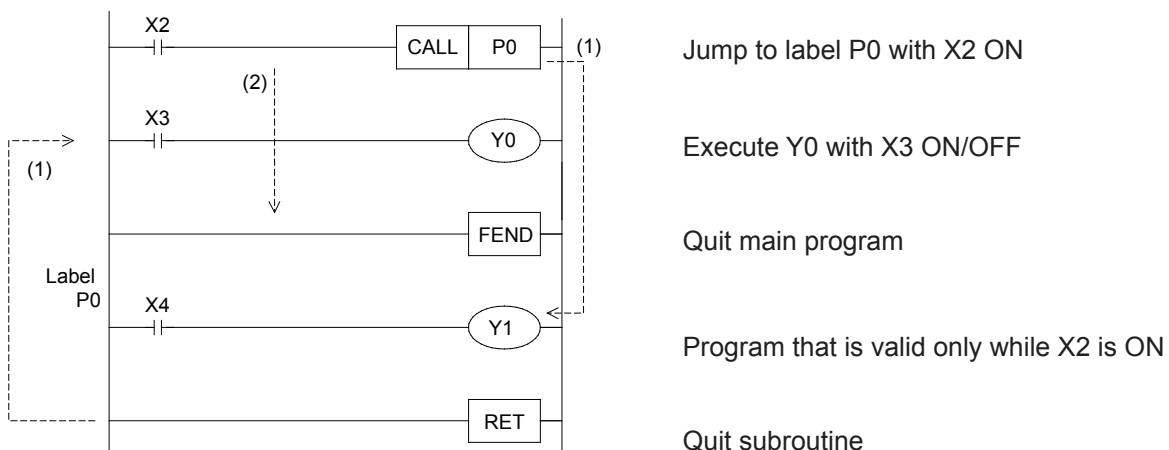 X2
CALL P0 (1) Jump to label P0 with X2 ON
(2)
X3
Y0 Execute Y0 with X3 ON/OFF
(1)
FEND Quit main program
Label
P0
X4
Y1 Program that is valid only while X2 is ON
RET Quit subroutine